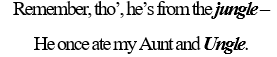 Remember, tho', he's from the jungle –
He once ate my Aunt and Ungle.